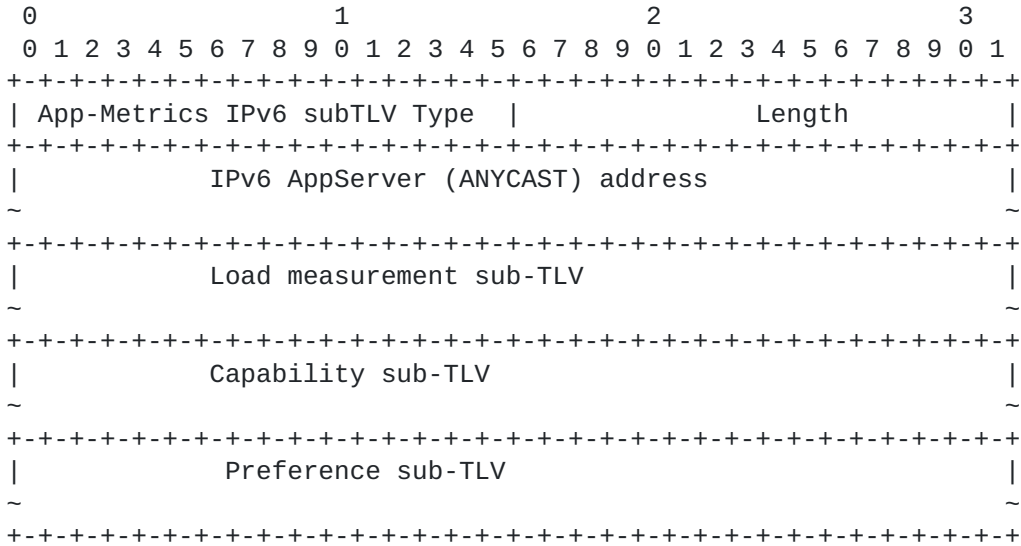 0                   1                   2                   3
 0 1 2 3 4 5 6 7 8 9 0 1 2 3 4 5 6 7 8 9 0 1 2 3 4 5 6 7 8 9 0 1
+-+-+-+-+-+-+-+-+-+-+-+-+-+-+-+-+-+-+-+-+-+-+-+-+-+-+-+-+-+-+-+-+
| App-Metrics IPv6 subTLV Type  |               Length          |
+-+-+-+-+-+-+-+-+-+-+-+-+-+-+-+-+-+-+-+-+-+-+-+-+-+-+-+-+-+-+-+-+
|            IPv6 AppServer (ANYCAST) address                   |
~                                                               ~
+-+-+-+-+-+-+-+-+-+-+-+-+-+-+-+-+-+-+-+-+-+-+-+-+-+-+-+-+-+-+-+-+
|            Load measurement sub-TLV                           |
~                                                               ~
+-+-+-+-+-+-+-+-+-+-+-+-+-+-+-+-+-+-+-+-+-+-+-+-+-+-+-+-+-+-+-+-+
|            Capability sub-TLV                                 |
~                                                               ~
+-+-+-+-+-+-+-+-+-+-+-+-+-+-+-+-+-+-+-+-+-+-+-+-+-+-+-+-+-+-+-+-+
|             Preference sub-TLV                                |
~                                                               ~
+-+-+-+-+-+-+-+-+-+-+-+-+-+-+-+-+-+-+-+-+-+-+-+-+-+-+-+-+-+-+-+-+